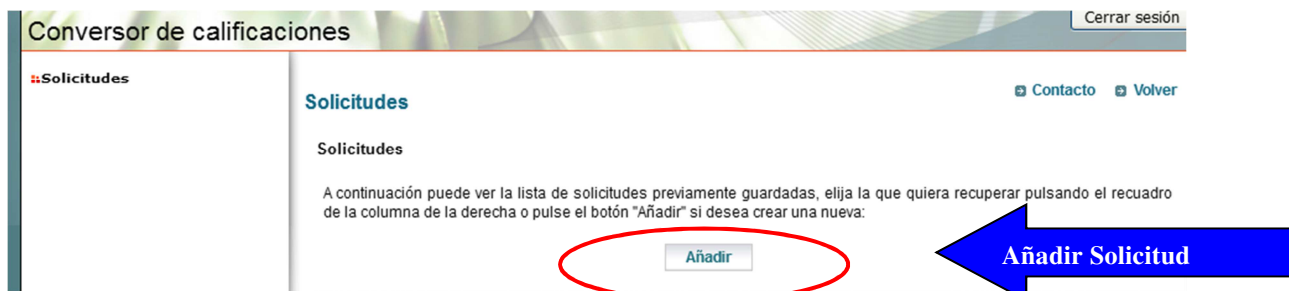 Conversor de calificaciones
Cerrar sesión
Solicitudes
Contacto
Volver
Solicitudes
Solicitudes
A continuación puede ver la lista de solicitudes previamente guardadas, elija la que quiera recuperar pulsando el recuadro
de la columna de la derecha o pulse el botón "Añadir" si desea crear una nueva:
Añadir
Añadir Solicitud